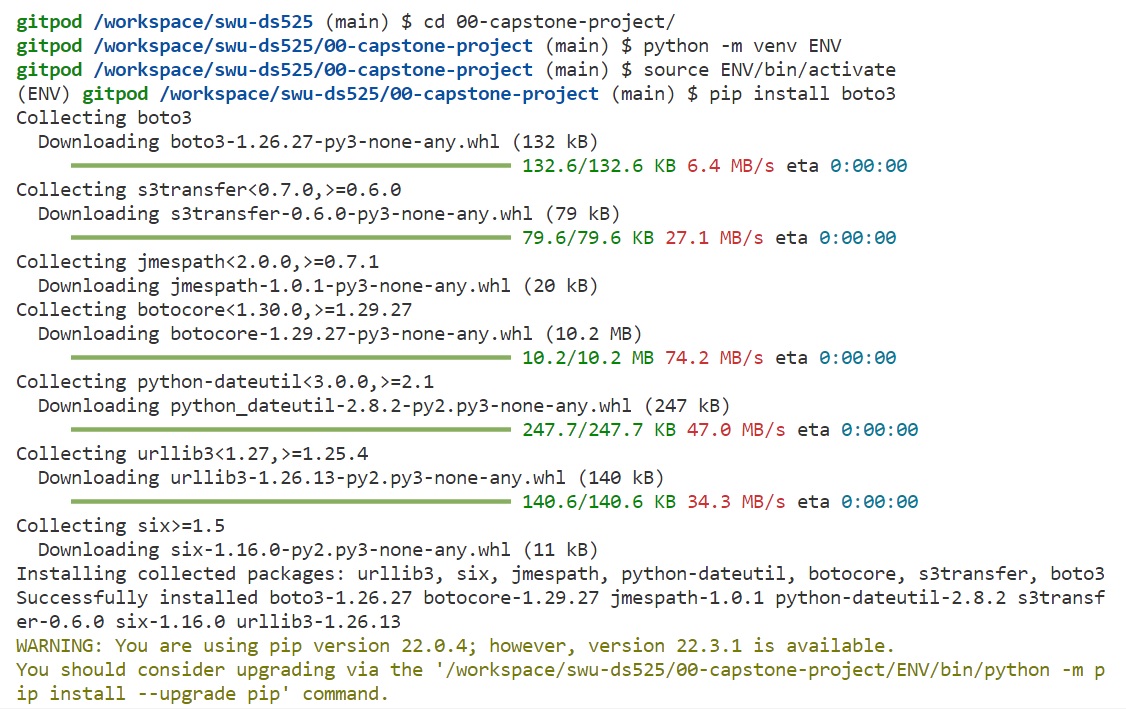 gitpod /workspace/swu-ds525 (main) $ cd 00-capstone-project/
gitpod /workspace/swu-ds525/00-capstone-project (main) $ python -m venv ENV
gitpod /workspace/swu-ds525/00-capstone-project (main) $ source ENV/bin/activate
(ENV) gitpod /workspace/swu-ds525/00-capstone-project (main) $ pip install boto3
Collecting boto3
  Downloading boto3-1.26.27-py3-none-any.whl (132 kB)
132.6/132.6 KB 6.4 MB/s eta 0:00:00
Collecting s3transfer<0.7.0,>=0.6.0
  Downloading s3transfer-0.6.0-py3-none-any.whl (79 kB)
79.6/79.6 KB 27.1 MB/s eta 0:00:00
Collecting jmespath<2.0.0,>=0.7.1
  Downloading jmespath-1.0.1-py3-none-any.whl (20 kB)
Collecting botocore<1.30.0,>=1.29.27
  Downloading botocore-1.29.27-py3-none-any.whl (10.2 MB)
10.2/10.2 MB 74.2 MB/s eta 0:00:00
Collecting python-dateutil<3.0.0,>=2.1
  Downloading python_dateutil-2.8.2-py2.py3-none-any.whl (247 kB)
247.7/247.7 KB 47.0 MB/s eta 0:00:00
Collecting urllib3<1.27,>=1.25.4
  Downloading urllib3-1.26.13-py2.py3-none-any.whl (140 kB)
140.6/140.6 KB 34.3 MB/s eta 0:00:00
Collecting six>=1.5
  Downloading six-1.16.0-py2.py3-none-any.whl (11 kB)
Installing collected packages: urllib3, six, jmespath, python-dateutil, botocore, s3transfer, boto3
Successfully installed boto3-1.26.27 botocore-1.29.27 jmespath-1.0.1 python-dateutil-2.8.2 s3transf
er-0.6.0 six-1.16.0 urllib3-1.26.13
WARNING: You are using pip version 22.0.4; however, version 22.3.1 is available.
You should consider upgrading via the '/workspace/swu-ds525/00-capstone-project/ENV/bin/python -m p
ip install --upgrade pip' command.